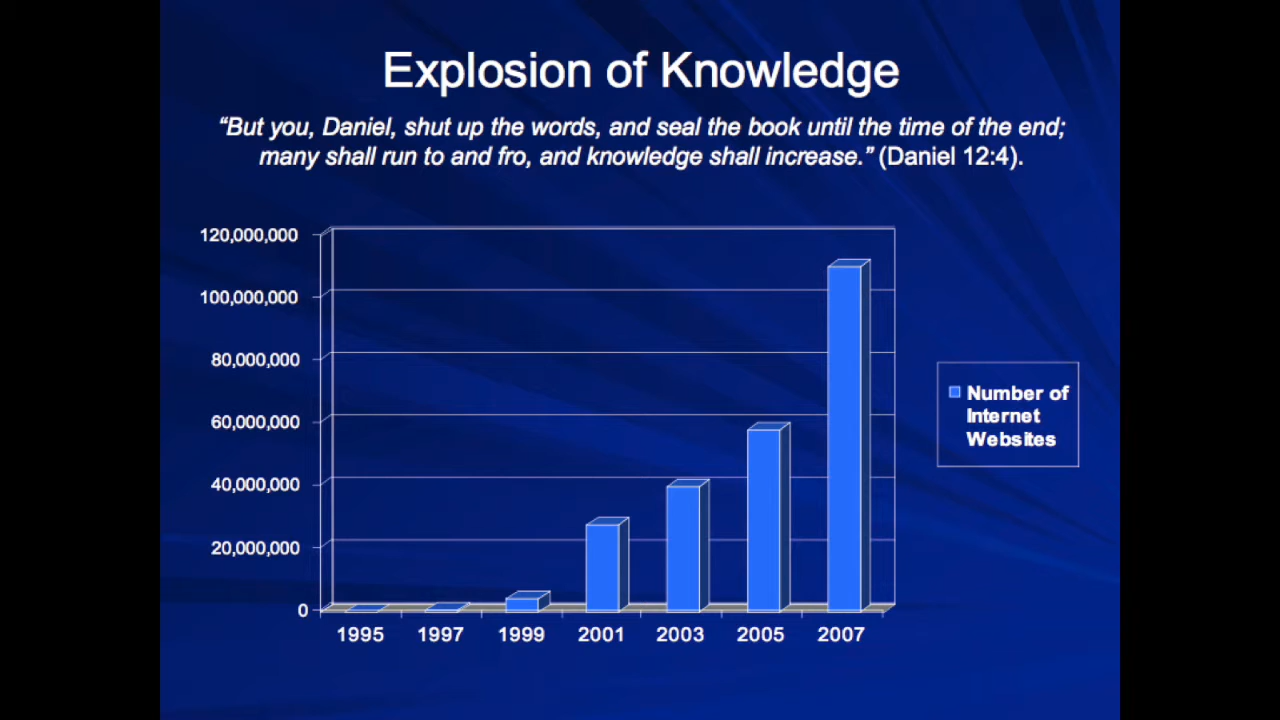 Explosion of Knowledge
“But you, Daniel, shut up the words, and seal the book until the time of the end;
many shall run to and fro, and knowledge shall increase.” (Daniel 12:4).
120,000,000
100,000,000
80,000,000
60,000,000
40,000,000
20,000,000
0
1995 1997 1999 2001 2003 2005 2007
Number of
Internet
Websites